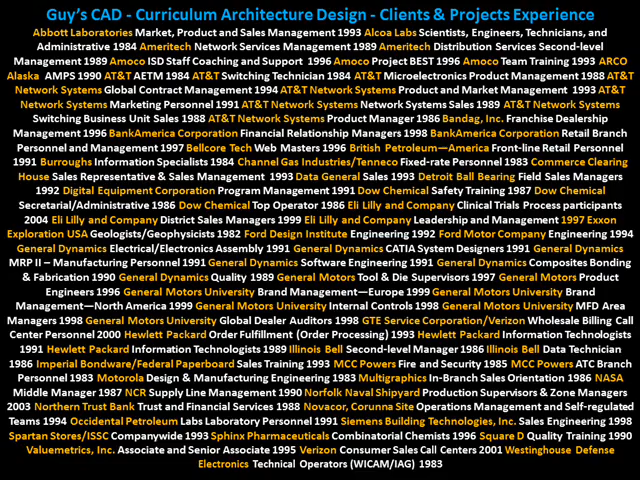 Guy's CAD - Curriculum Architecture Design - Clients & Projects Experience
Abbott Laboratories Market, Product and Sales Management 1993 Alcoa Labs Scientists, Engineers, Technicians, and
Administrative 1984 Ameritech Network Services Management 1989 Ameritech Distribution Services Second-level
Management 1989 Amoco ISD Staff Coaching and Support 1996 Amoco Project BEST 1996 Amoco Team Training 1993 ARCO
Alaska AMPS 1990 AT&T AETM 1984 AT&T Switching Technician 1984 AT&T Microelectronics Product Management 1988 AT&T
Network Systems Global Contract Management 1994 AT&T Network Systems Product and Market Management 1993 AT&T
Network Systems Marketing Personnel 1991 AT&T Network Systems Network Systems Sales 1989 AT&T Network Systems
Switching Business Unit Sales 1988 AT&T Network Systems Product Manager 1986 Bandag, Inc. Franchise Dealership
Management 1996 BankAmerica Corporation Financial Relationship Managers 1998 BankAmerica Corporation Retail Branch
Personnel and Management 1997 Bellcore Tech Web Masters 1996 British Petroleum—America Front-line Retail Personnel
1991 Burroughs Information Specialists 1984 Channel Gas Industries/Tenneco Fixed-rate Personnel 1983 Commerce Clearing
House Sales Representative & Sales Management 1993 Data General Sales 1993 Detroit Ball Bearing Field Sales Managers
1992 Digital Equipment Corporation Program Management 1991 Dow Chemical Safety Training 1987 Dow Chemical
Secretarial/Administrative 1986 Dow Chemical Top Operator 1986 Eli Lilly and Company Clinical Trials Process participants
2004 Eli Lilly and Company District Sales Managers 1999 Eli Lilly and Company Leadership and Management 1997 Exxon
Exploration USA Geologists/Geophysicists 1982 Ford Design Institute Engineering 1992 Ford Motor Company Engineering 1994
General Dynamics Electrical/Electronics Assembly 1991 General Dynamics CATIA System Designers 1991 General Dynamics
MRP II – Manufacturing Personnel 1991 General Dynamics Software Engineering 1991 General Dynamics Composites Bonding
& Fabrication 1990 General Dynamics Quality 1989 General Motors Tool & Die Supervisors 1997 General Motors Product
Engineers 1996 General Motors University Brand Management—Europe 1999 General Motors University Brand
Management—North America 1999 General Motors University Internal Controls 1998 General Motors University MFD Area
Managers 1998 General Motors University Global Dealer Auditors 1998 GTE Service Corporation/Verizon Wholesale Billing Call
Center Personnel 2000 Hewlett Packard Order Fulfillment (Order Processing) 1993 Hewlett Packard Information Technologists
1991 Hewlett Packard Information Technologists 1989 Illinois Bell Second-level Manager 1986 Illinois Bell Data Technician
1986 Imperial Bondware/Federal Paperboard Sales Training 1993 MCC Powers Fire and Security 1985 MCC Powers ATC Branch
Personnel 1983 Motorola Design & Manufacturing Engineering 1983 Multigraphics In-Branch Sales Orientation 1986 NASA
Middle Manager 1987 NCR Supply Line Management 1990 Norfolk Naval Shipyard Production Supervisors & Zone Managers
2003 Northern Trust Bank Trust and Financial Services 1988 Novacor, Corunna Site Operations Management and Self-regulated
Teams 1994 Occidental Petroleum Labs Laboratory Personnel 1991 Siemens Building Technologies, Inc. Sales Engineering 1998
Spartan Stores/ISSC Companywide 1993 Sphinx Pharmaceuticals Combinatorial Chemists 1996 Square D Quality Training 1990
Valuemetrics, Inc. Associate and Senior Associate 1995 Verizon Consumer Sales Call Centers 2001 Westinghouse Defense
Electronics Technical Operators (WICAM/IAG) 1983